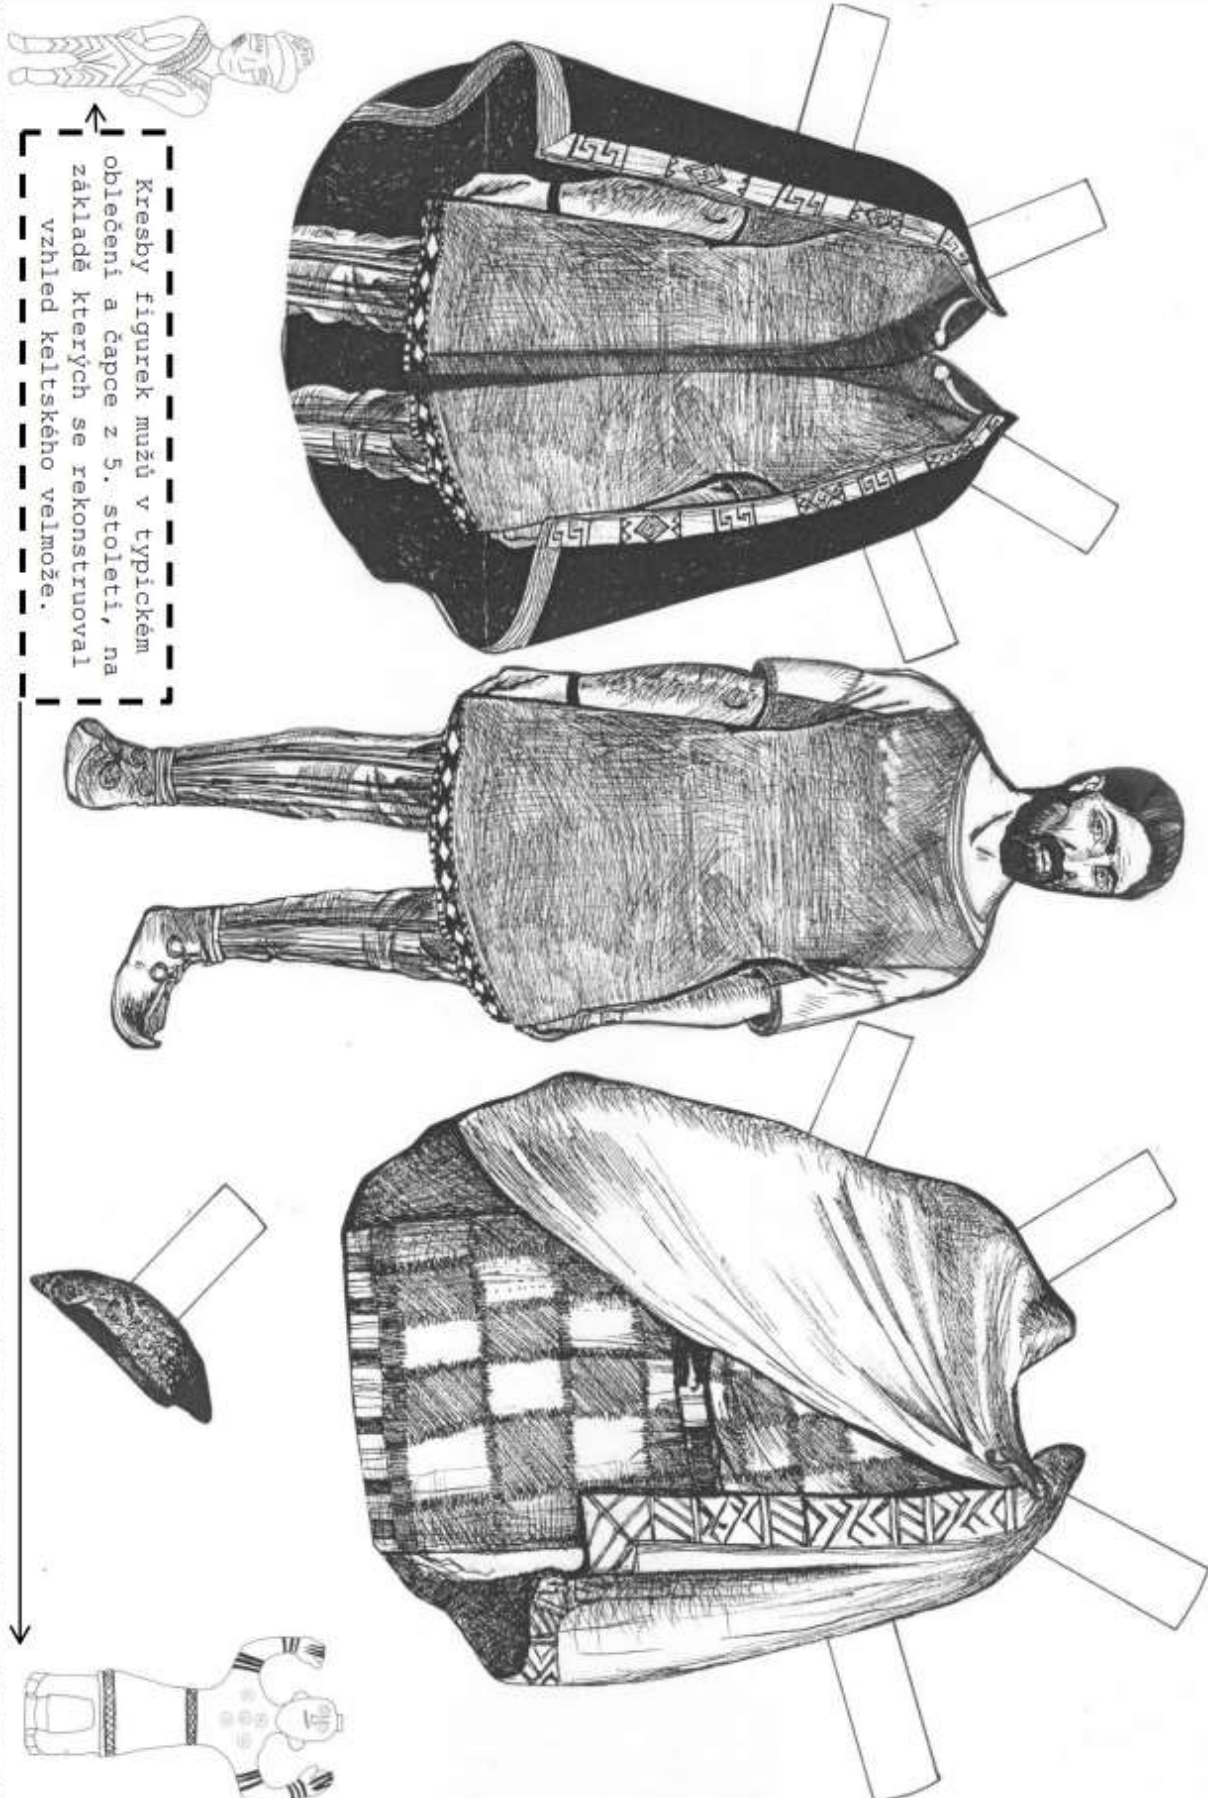 Kresby figurek mužů v typickém
oblečení a čapce z 5. století, na
základě kterých se rekonstruoval
vzhled keltského velmože.